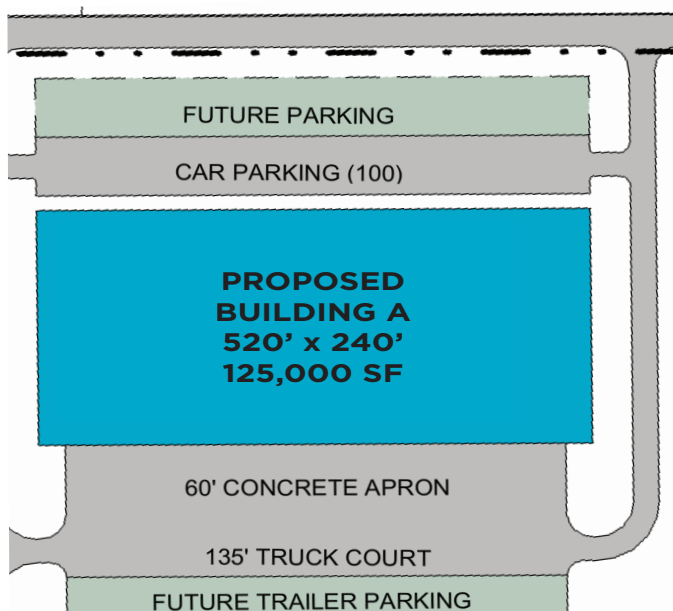 FUTURE PARKING
CAR PARKING (100)
PROPOSED
BUILDING A
520’ x 240’
125,000 SF
60' CONCRETE APRON
135' TRUCK COURT
FUTURE TRAILER PARKING